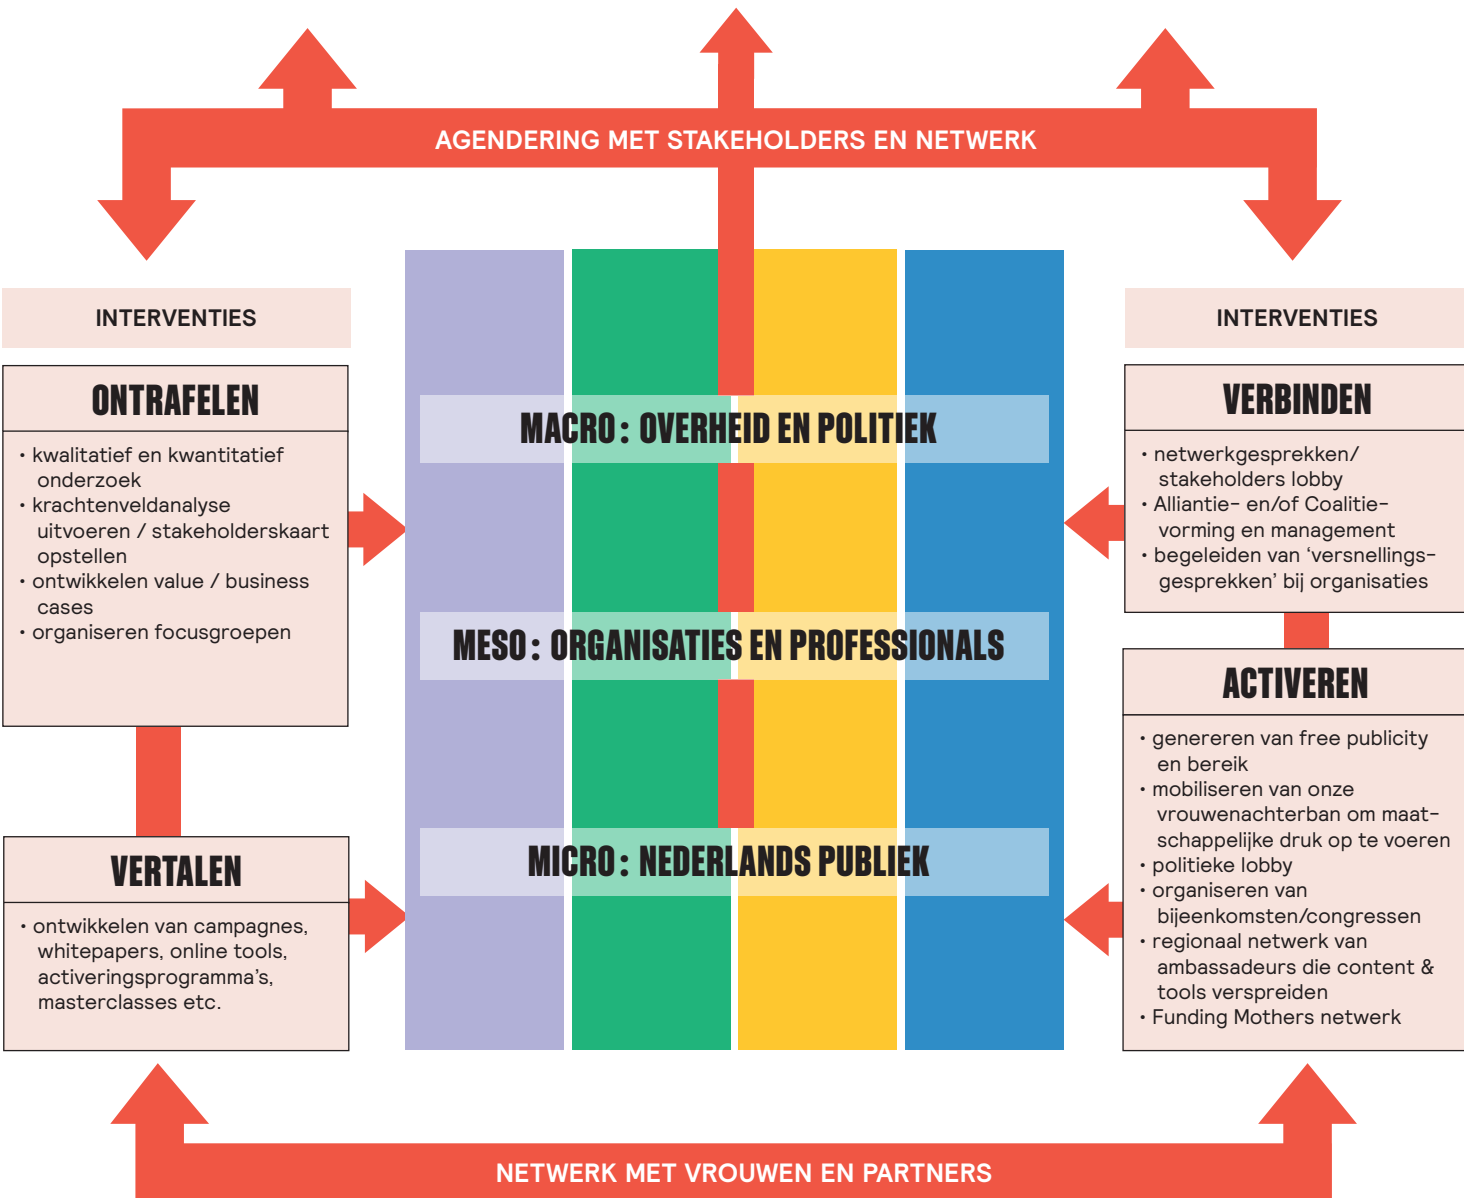 AGENDERING MET STAKEHOLDERS EN NETWERK
INTERVENTIES
ONTRAFELEN
• kwalitatief en kwantitatief
onderzoek
• krachtenveldanalyse
uitvoeren / stakeholderskaart
opstellen
• ontwikkelen value / business
cases
• organiseren focusgroepen
VERTALEN
• ontwikkelen van campagnes,
whitepapers, online tools,
activeringsprogramma's,
masterclasses etc.
MACRO: OVERHEID EN POLITIEK
MESO: ORGANISATIES EN PROFESSIONALS
MICRO: NEDERLANDS PUBLIEK
INTERVENTIES
VERBINDEN
• netwerkgesprekken/
stakeholders lobby
• Alliantie- en/of Coalitie-
vorming en management
• begeleiden van ‘versnellings-
gesprekken’ bij organisaties
ACTIVEREN
• genereren van free publicity
en bereik
• mobiliseren van onze
vrouwenachterban om maat-
schappelijke druk op te voeren
• politieke lobby
• organiseren van
bijeenkomsten/congressen
• regionaal netwerk van
ambassadeurs die content &
tools verspreiden
• Funding Mothers netwerk
NETWERK MET VROUWEN EN PARTNERS